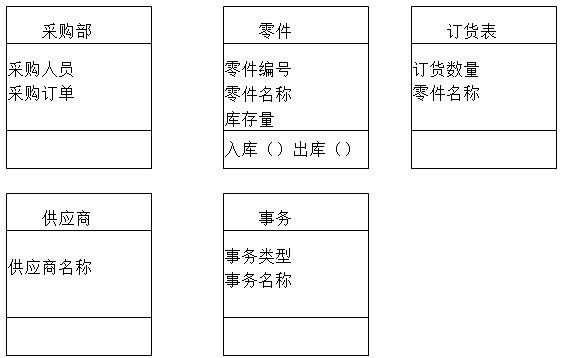 采购部
采购人员
采购订单
零件
零件编号
零件名称
库存量
入库（）出库（）
订货表
订货数量
零件名称
供应商
供应商名称
事务
事务类型
事务名称